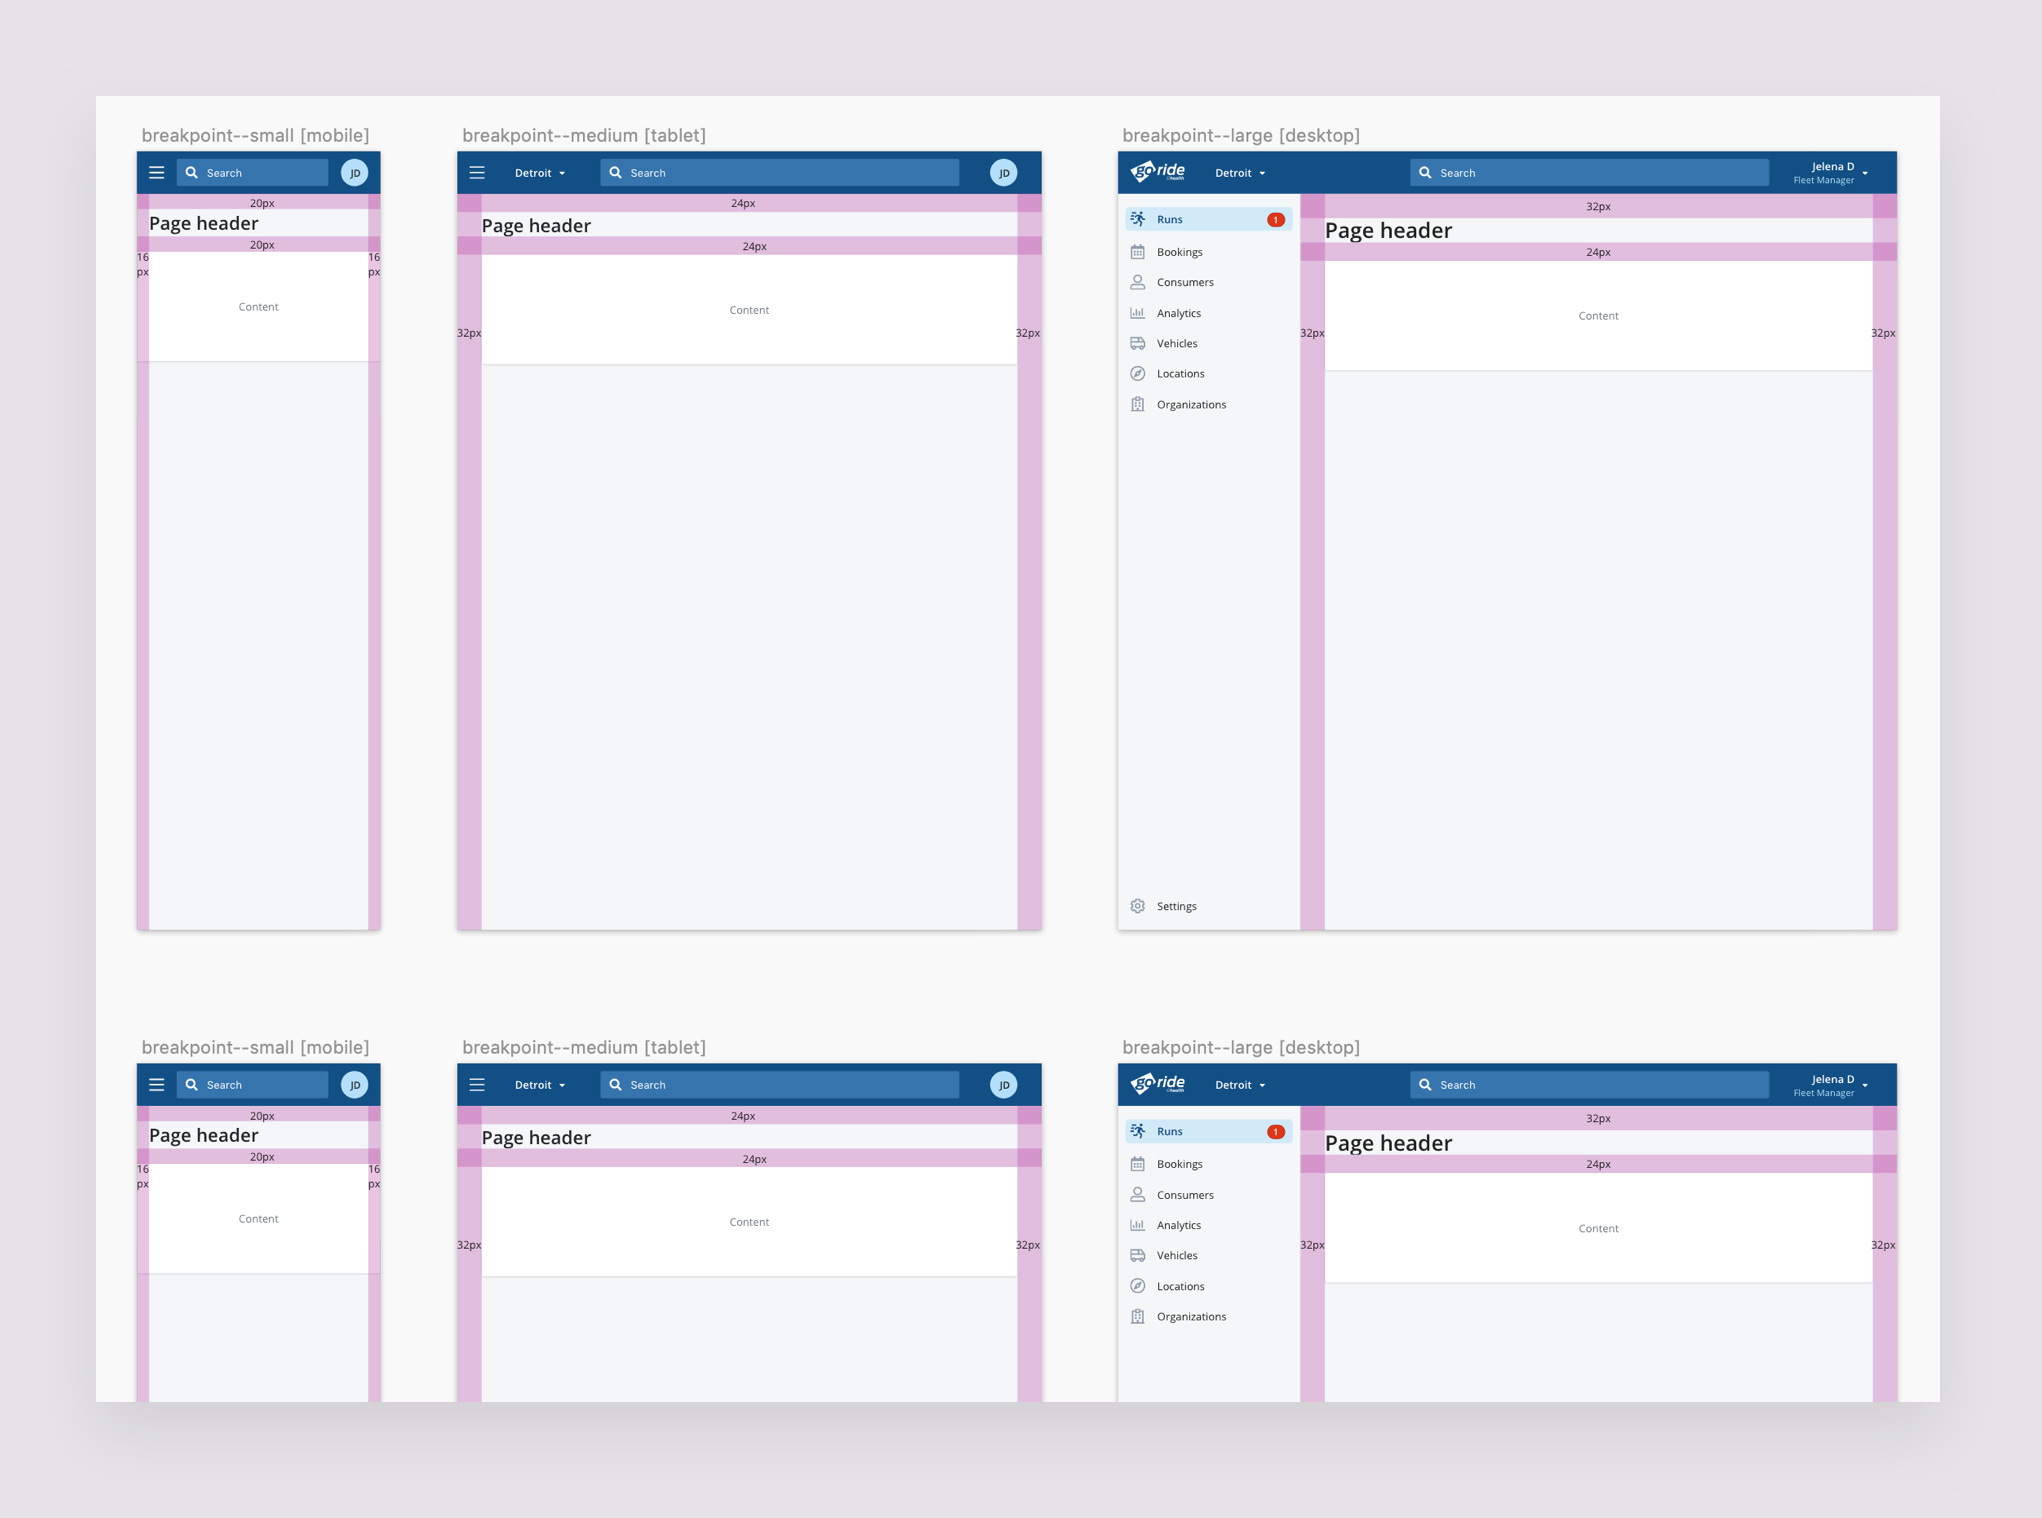 breakpoint--small [mobile]
Search
JD
20px
Page header
20px
16
px
16
px
Content
breakpoint--medium [tablet]
Detroit
Search
JD
24px
Page header
24px
Content
32px
32px
breakpoint--large [desktop]
go ride
Detroit
Search
Jelena D
Fleet Manager
Runs
1
Bookings
Consumers
Analytics
Vehicles
Locations
Organizations
Settings
32px
Page header
24px
Content
32px
32px
breakpoint--small [mobile]
Search
JD
20px
Page header
20px
16
px
16
px
Content
breakpoint--medium [tablet]
Detroit
Search
JD
24px
Page header
24px
Content
32px
32px
breakpoint--large [desktop]
go ride
Detroit
Search
Jelena D
Fleet Manager
Runs
1
Bookings
Consumers
Analytics
Vehicles
Locations
Organizations
32px
Page header
24px
Content
32px
32px